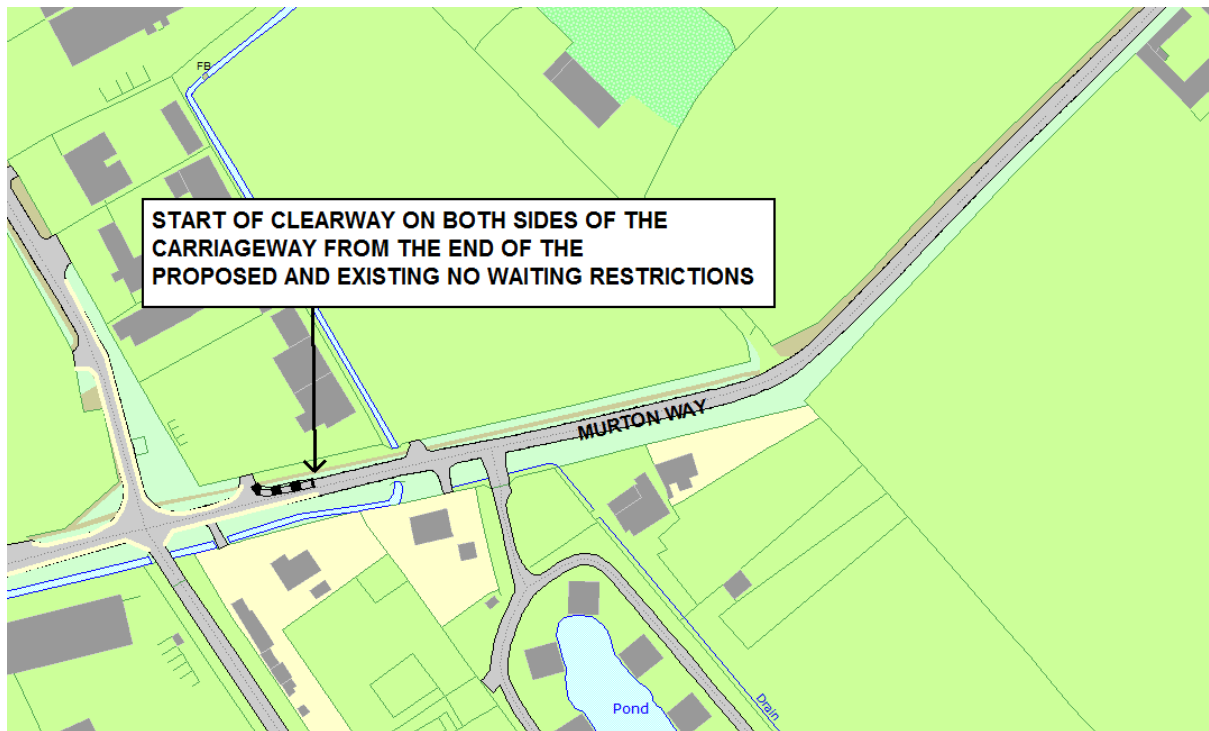 FB
START OF CLEARWAY ON BOTH SIDES OF THE
CARRIAGEWAY FROM THE END OF THE
PROPOSED AND EXISTING NO WAITING RESTRICTIONS
MURTON WAY
Pond
Drain